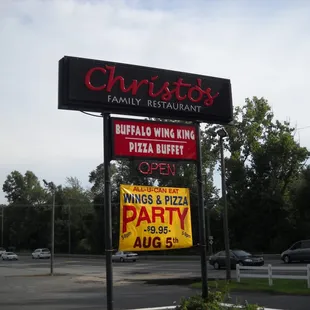 Christo's
FAMILY RESTAURANT
BUFFALO WING KING
PIZZA BUFFET
OPEN
ALL-U-CAN EAT
WINGS & PIZZA
PARTY
$9.95
AUG 5th